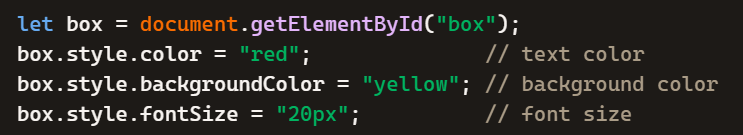 let box = document.getElementById("box");
box.style.color = "red";                // text color
box.style.backgroundColor = "yellow"; // background color
box.style.fontSize = "20px";            // font size